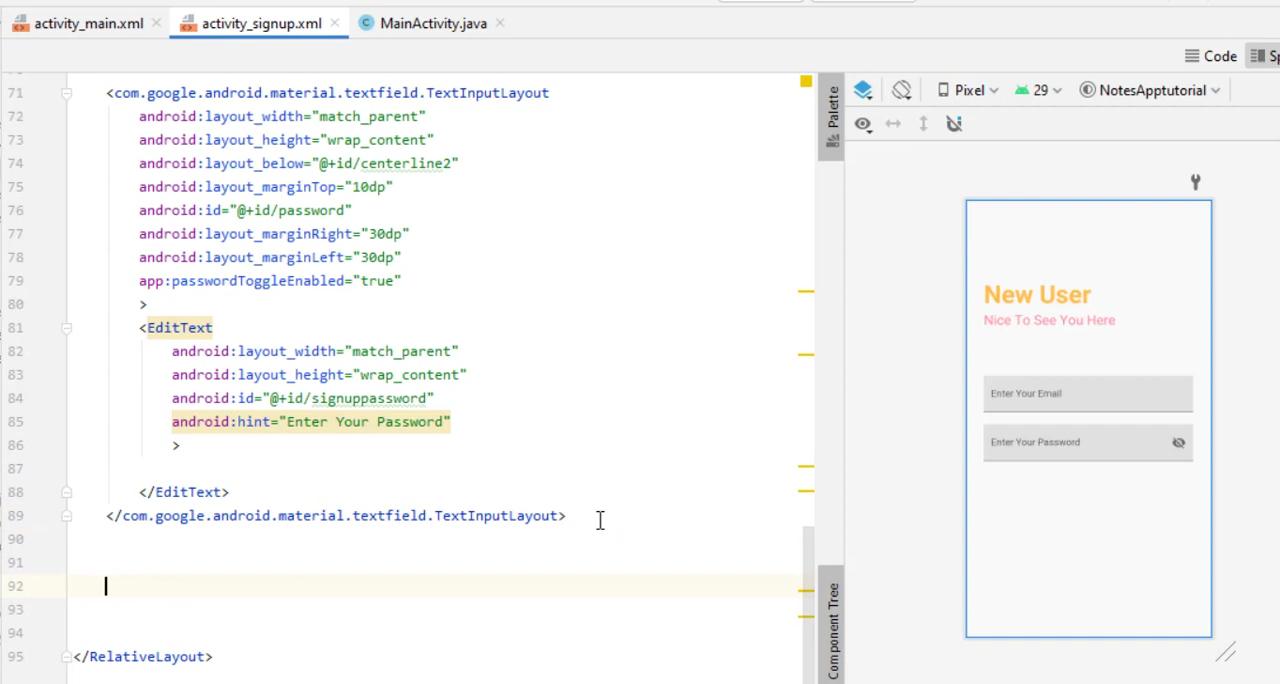 activity_main.xml
activity_signup.xml
C MainActivity.java
Code
Sp
71 <com.google.android.material.textfield.TextInputLayout
72 android:layout_width="match_parent"
73 android:layout_height="wrap_content"
74 android:layout_below="@+id/centerline2"
75 android:layout_marginTop="10dp"
76 android:id="@+id/password"
77 android:layout_marginRight="30dp"
78 android:layout_marginLeft="30dp"
79 app:passwordToggleEnabled="true"
80 >
81 <EditText
82 android:layout_width="match_parent"
83 android:layout_height="wrap_content"
84 android:id="@+id/signuppassword"
85 android:hint="Enter Your Password"
86 >
87
88 </EditText>
89 </com.google.android.material.textfield.TextInputLayout>
90
91
92
93
94
95 </RelativeLayout>
Palette
Component Tree
Pixel
29
NotesApptutorial
New User
Nice To See You Here
Enter Your Email
Enter Your Password